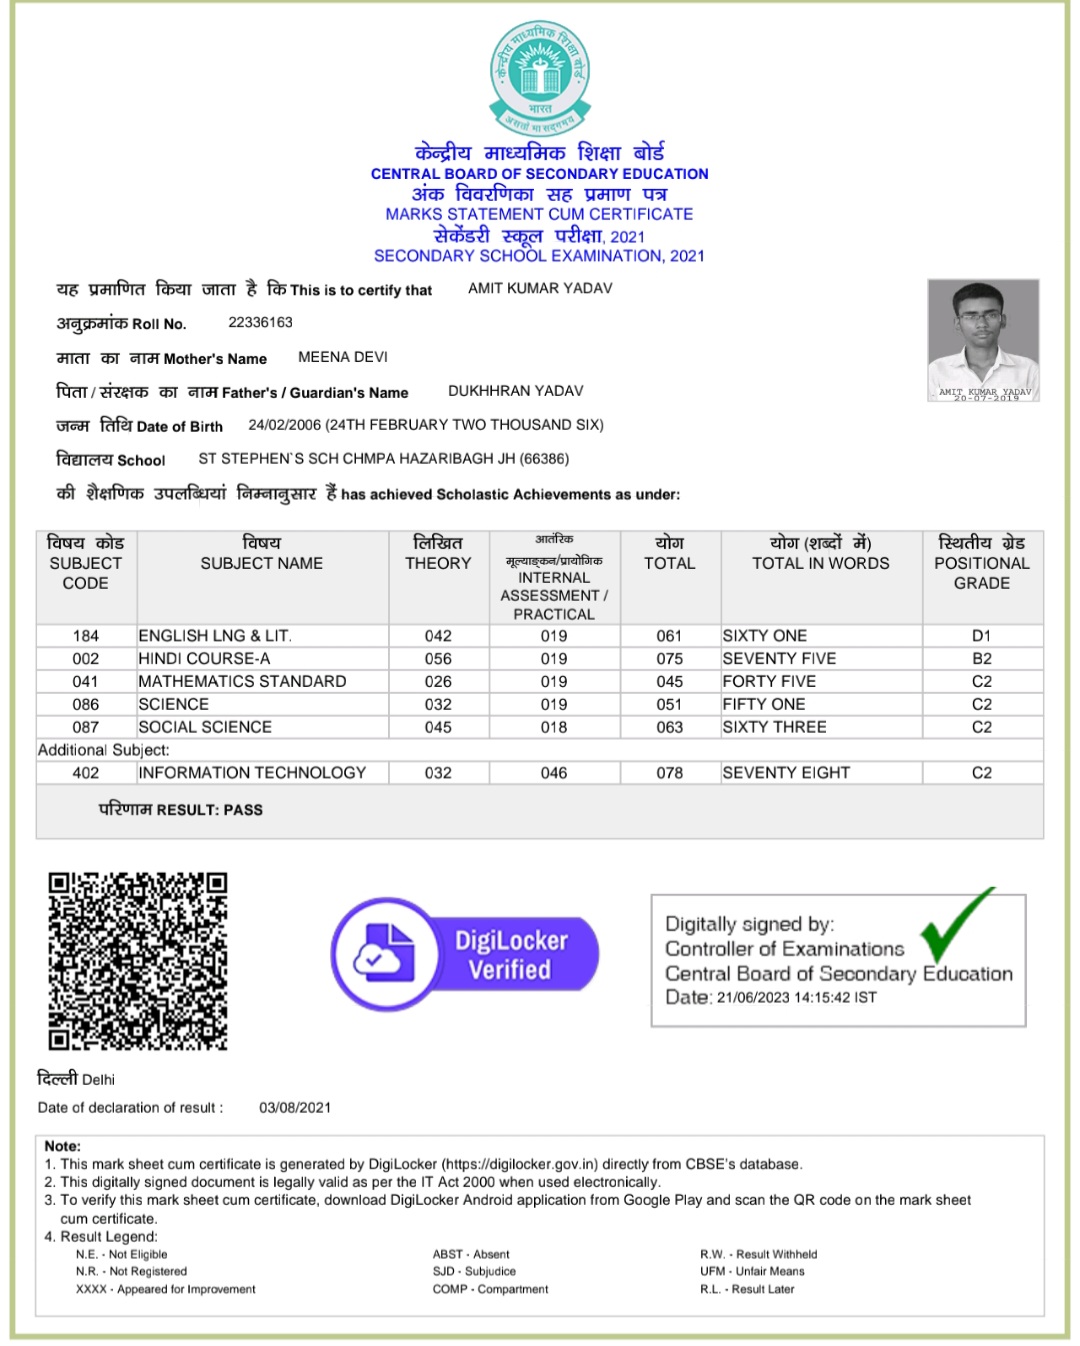 केन्द्रीय माध्यमिक शिक्षा बोर्ड
भारत
असतो मा सद्गमय
केन्द्रीय माध्यमिक शिक्षा बोर्ड
CENTRAL BOARD OF SECONDARY EDUCATION
अंक विवरणिका सह प्रमाण पत्र
MARKS STATEMENT CUM CERTIFICATE
सेकेंडरी स्कूल परीक्षा, 2021
SECONDARY SCHOOL EXAMINATION, 2021
यह प्रमाणित किया जाता है कि This is to certify that AMIT KUMAR YADAV
अनुक्रमांक Roll No. 22336163
माता का नाम Mother's Name MEENA DEVI
पिता / संरक्षक का नाम Father's / Guardian's Name DUKHHRAN YADAV
जन्म तिथि Date of Birth 24/02/2006 (24TH FEBRUARY TWO THOUSAND SIX)
विद्यालय School ST STEPHEN`S SCH CHMPA HAZARIBAGH JH (66386)
की शैक्षणिक उपलब्धियां निम्नानुसार हैं has achieved Scholastic Achievements as under:
AMIT KUMAR YADAV
20-07-2019
विषय कोड SUBJECT CODE विषय SUBJECT NAME लिखित THEORY आतंरिक मूल्याङ्कन/प्रायोगिक INTERNAL ASSESSMENT / PRACTICAL योग TOTAL योग (शब्दों में) TOTAL IN WORDS स्थितीय ग्रेड POSITIONAL GRADE
184 ENGLISH LNG & LIT. 042 019 061 SIXTY ONE D1
002 HINDI COURSE-A 056 019 075 SEVENTY FIVE B2
041 MATHEMATICS STANDARD 026 019 045 FORTY FIVE C2
086 SCIENCE 032 019 051 FIFTY ONE C2
087 SOCIAL SCIENCE 045 018 063 SIXTY THREE C2
Additional Subject:
402 INFORMATION TECHNOLOGY 032 046 078 SEVENTY EIGHT C2
परिणाम RESULT: PASS
DigiLocker
Verified
Digitally signed by:
Controller of Examinations
Central Board of Secondary Education
Date: 21/06/2023 14:15:42 IST
दिल्ली Delhi
Date of declaration of result : 03/08/2021
Note:
1. This mark sheet cum certificate is generated by DigiLocker (https://digilocker.gov.in) directly from CBSE's database.
2. This digitally signed document is legally valid as per the IT Act 2000 when used electronically.
3. To verify this mark sheet cum certificate, download DigiLocker Android application from Google Play and scan the QR code on the mark sheet
cum certificate.
4. Result Legend:
N.E. - Not Eligible ABST - Absent R.W. - Result Withheld
N.R. - Not Registered SJD - Subjudice UFM - Unfair Means
XXXX - Appeared for Improvement COMP - Compartment R.L. - Result Later